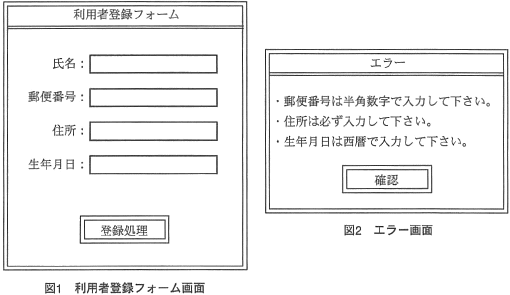 利用者登録フォーム
氏名：
郵便番号：
住所：
生年月日：
登録処理
図1　利用者登録フォーム画面
エラー
・郵便番号は半角数字で入力して下さい。
・住所は必ず入力して下さい。
・生年月日は西暦で入力して下さい。
確認
図2　エラー画面